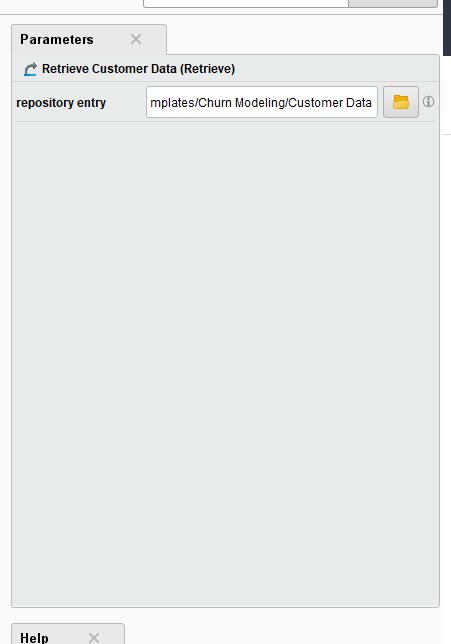 Parameters
Retrieve Customer Data (Retrieve)
repository entry
mplates/Churn Modeling/Customer Data
Help